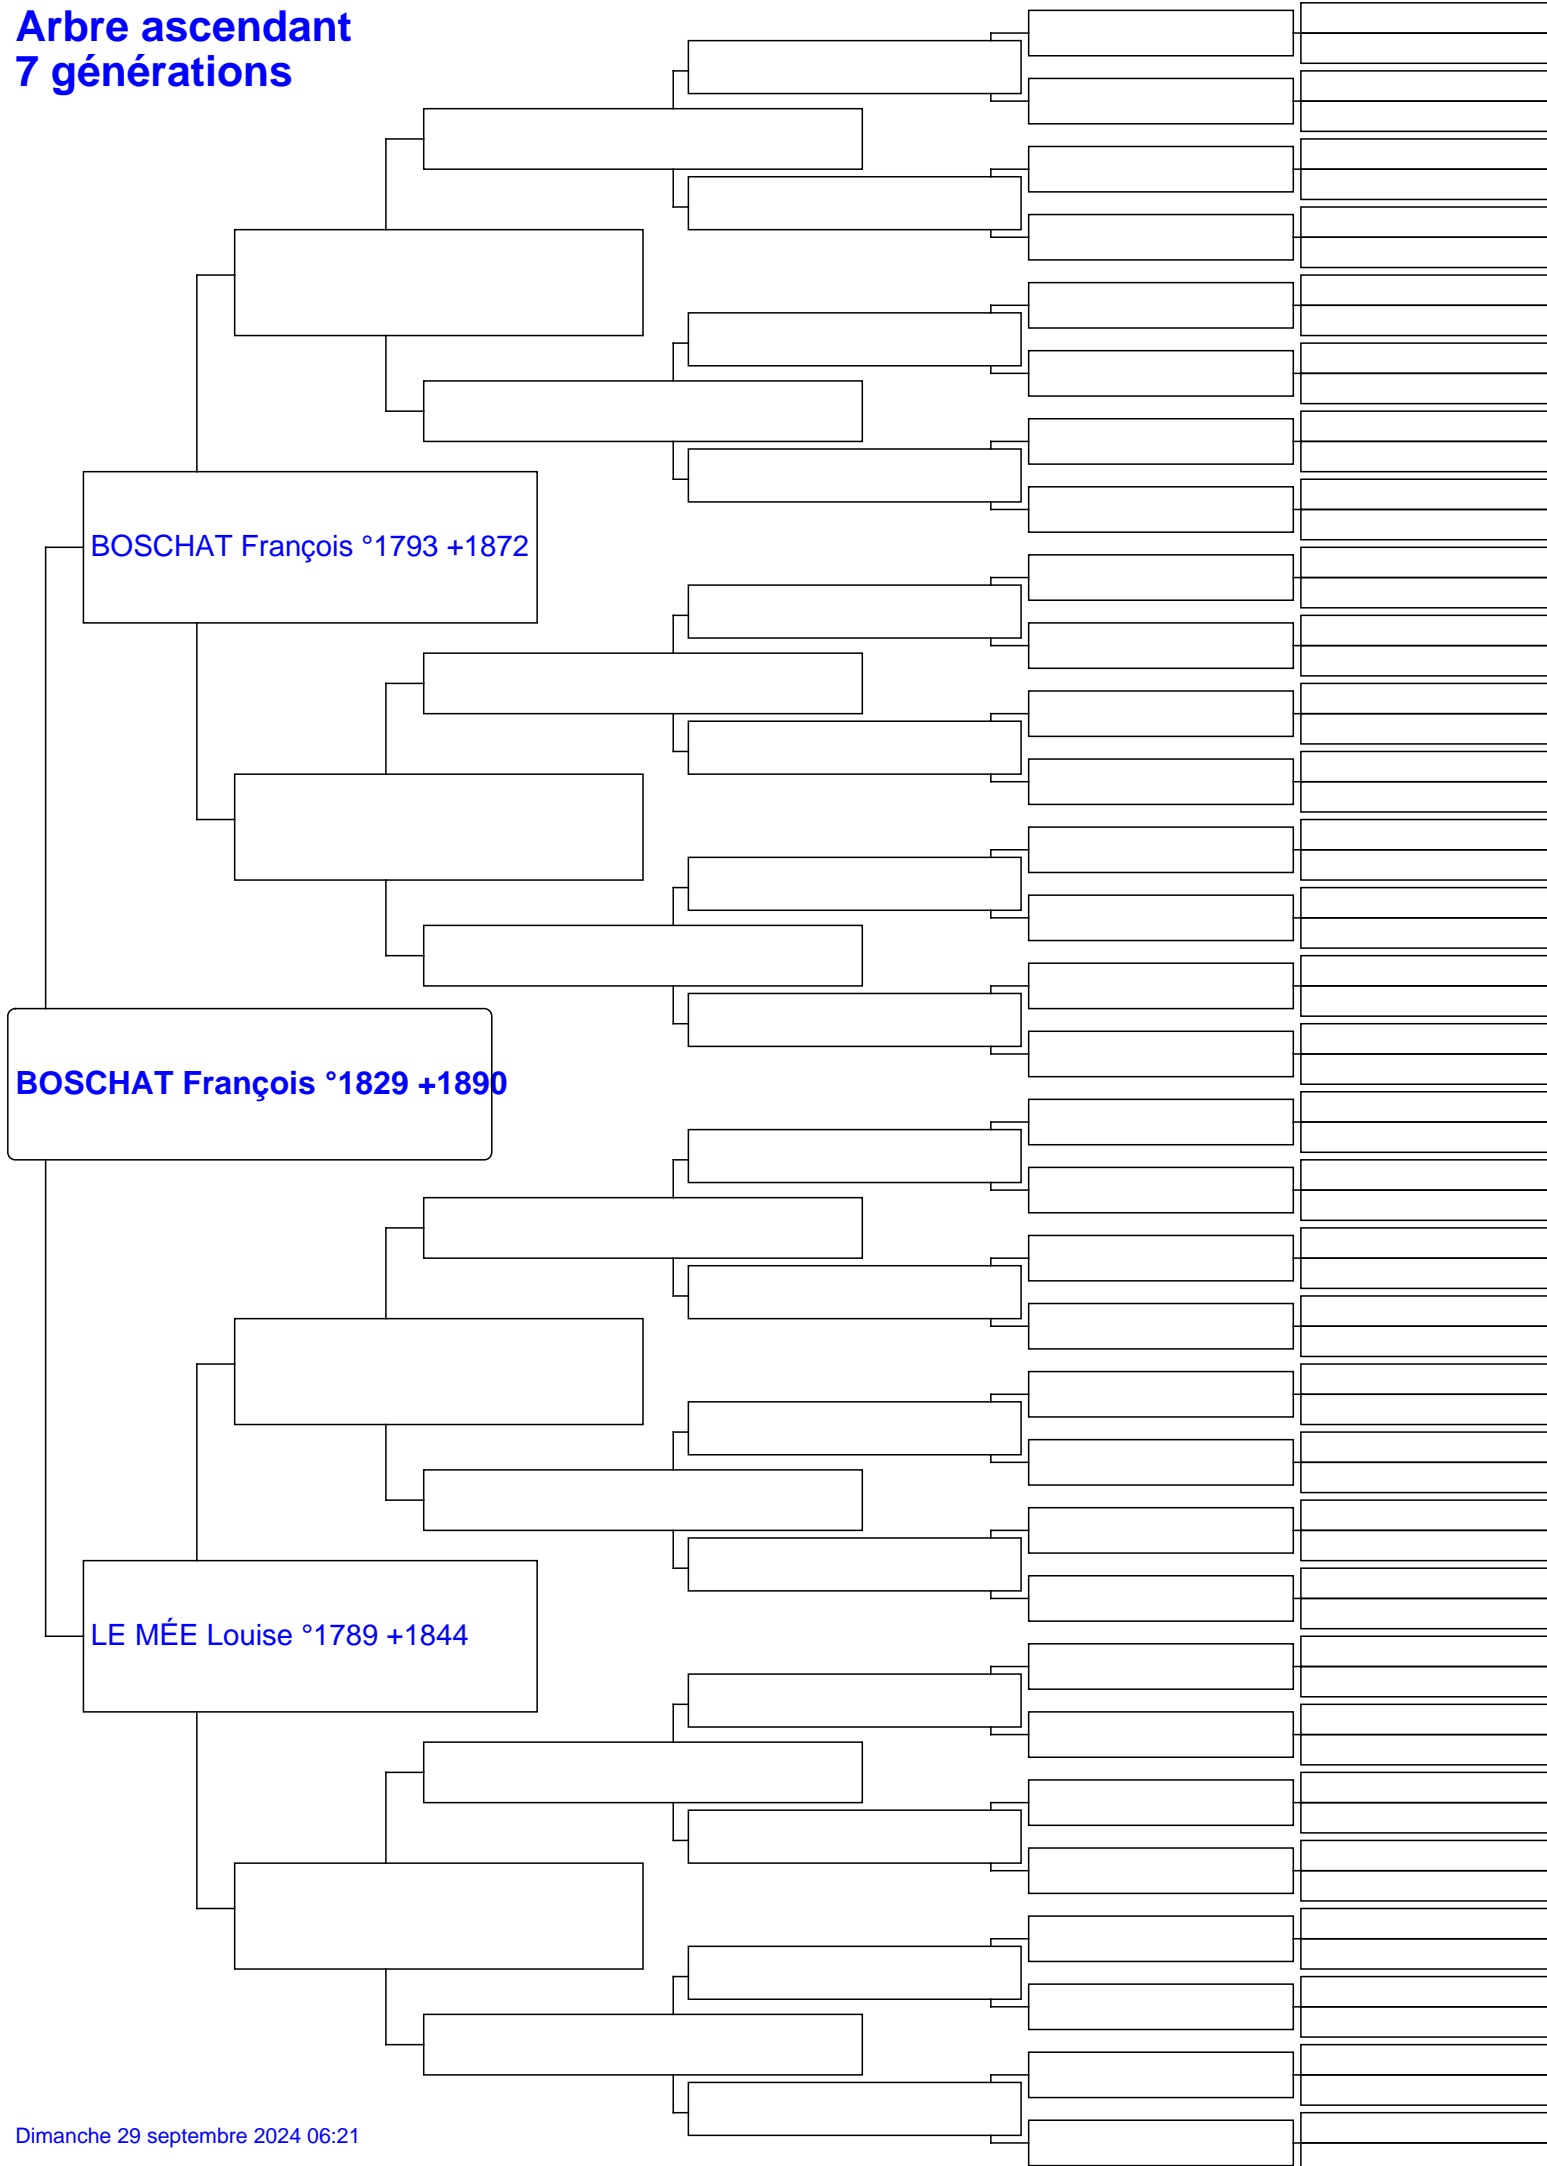 Arbre ascendant
7 générations
BOSCHAT François °1793 +1872
BOSCHAT François °1829 +1890
LE MÉE Louise °1789 +1844
Dimanche 29 septembre 2024 06:21